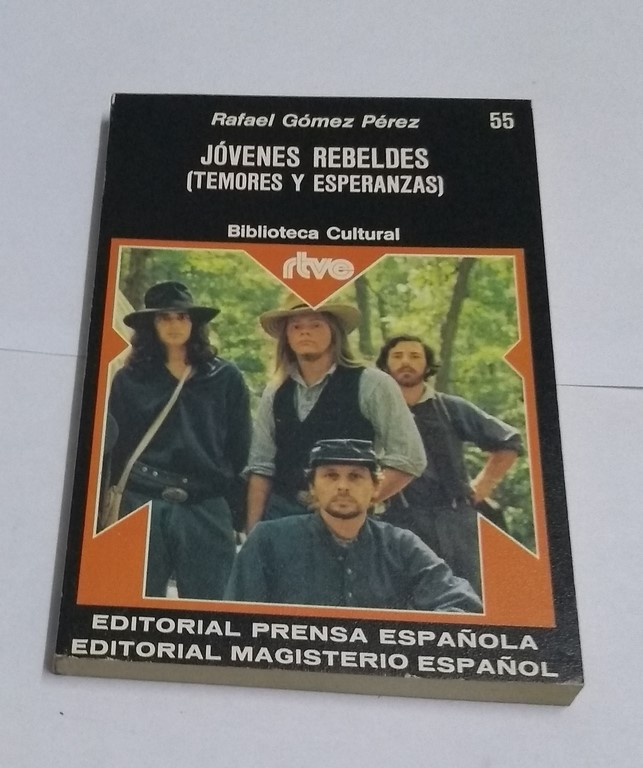 Rafael Gómez Pérez
55
JÓVENES REBELDES
(TEMORES Y ESPERANZAS)
Biblioteca Cultural
rtve
EDITORIAL PRENSA ESPAÑOLA
EDITORIAL MAGISTERIO ESPAÑOL